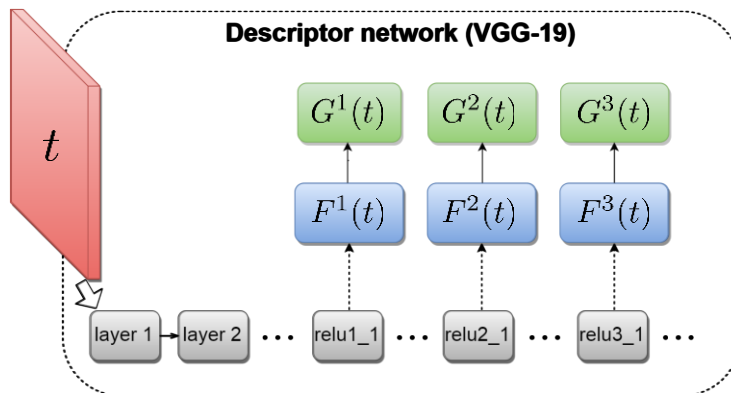 Descriptor network (VGG-19)
t
G¹(t) G²(t) G³(t)
F¹(t) F²(t) F³(t)
layer 1 layer 2 ... relu1_1 ... relu2_1 ... relu3_1 ...